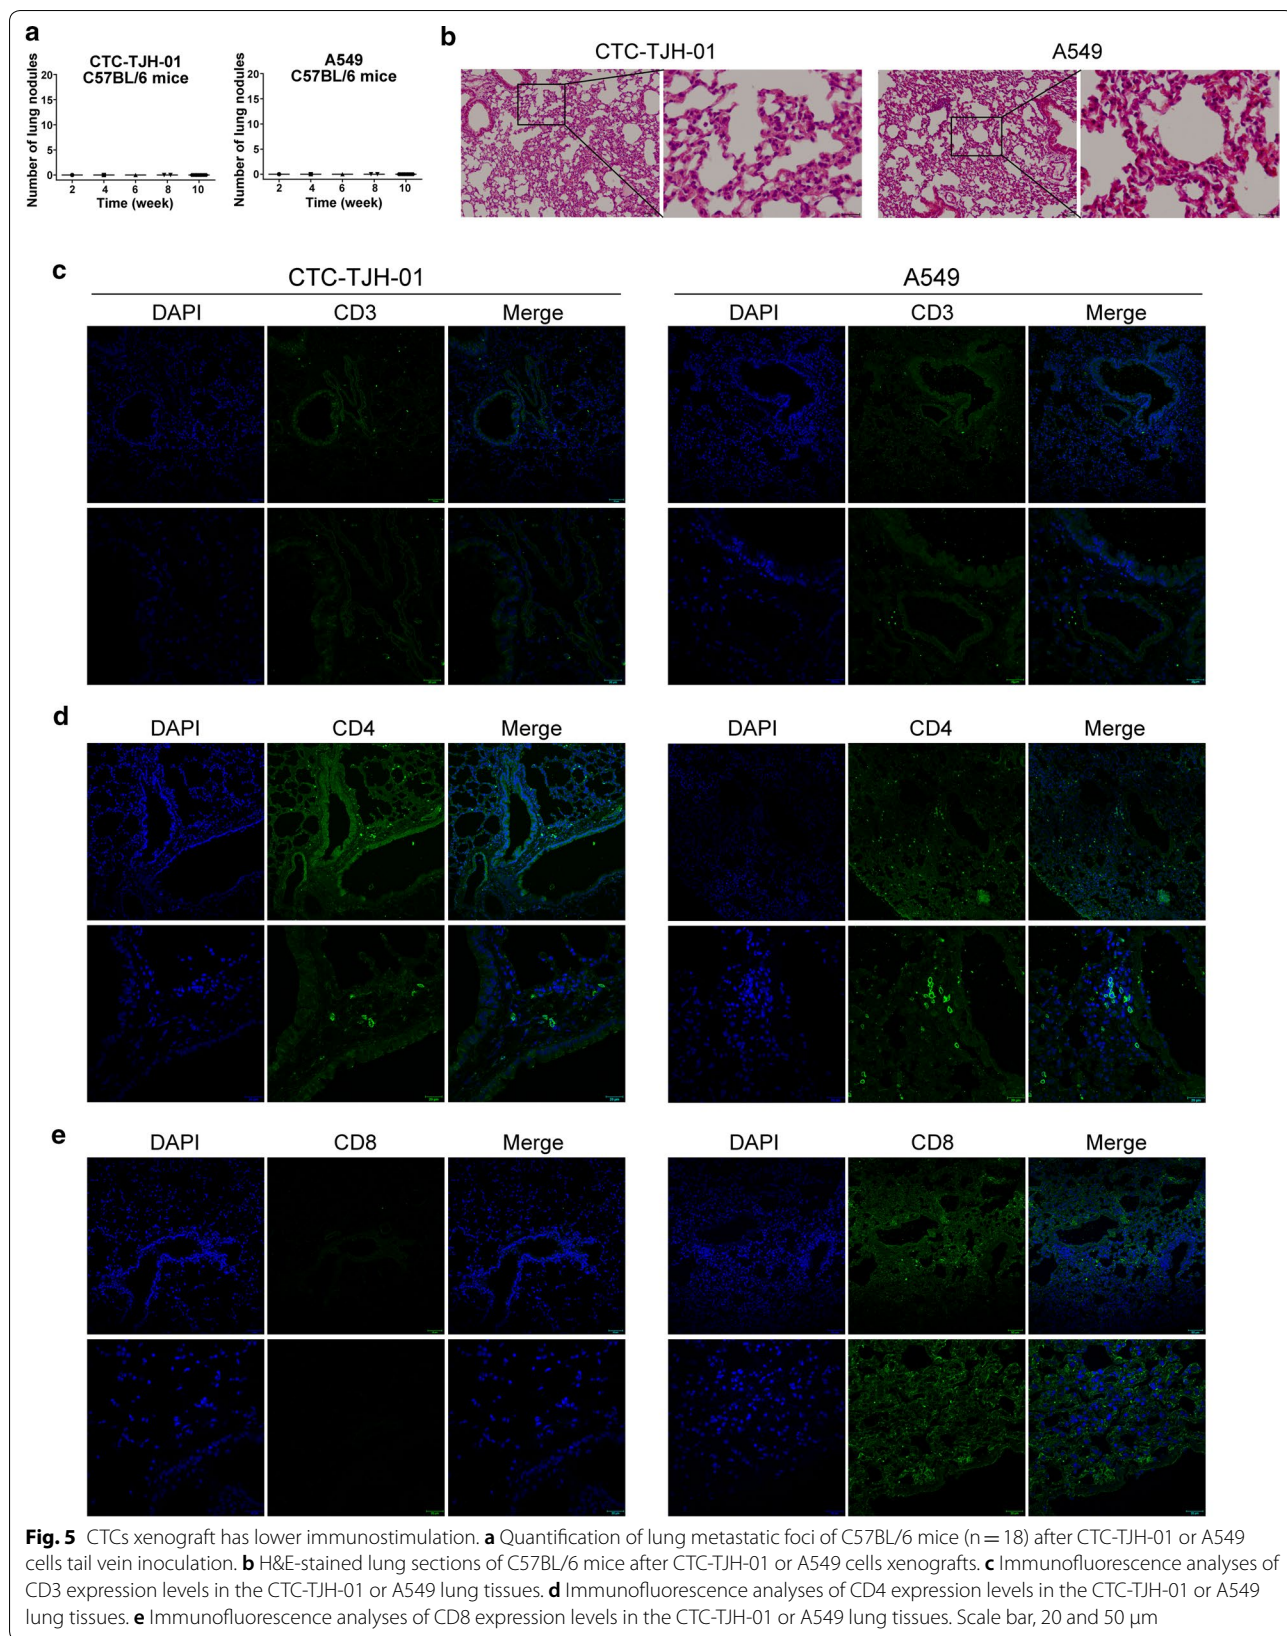 a
CTC-TJH-01
C57BL/6 mice
Number of lung nodules
20
15
10
5
0
2 4 6 8 10
Time (week)
A549
C57BL/6 mice
Number of lung nodules
20
15
10
5
0
2 4 6 8 10
Time (week)
b
CTC-TJH-01
A549
c
CTC-TJH-01
A549
DAPI CD3 Merge
DAPI CD3 Merge
d
DAPI CD4 Merge
DAPI CD4 Merge
e
DAPI CD8 Merge
DAPI CD8 Merge
Fig. 5 CTCs xenograft has lower immunostimulation. a Quantification of lung metastatic foci of C57BL/6 mice (n = 18) after CTC-TJH-01 or A549
cells tail vein inoculation. b H&E-stained lung sections of C57BL/6 mice after CTC-TJH-01 or A549 cells xenografts. c Immunofluorescence analyses of
CD3 expression levels in the CTC-TJH-01 or A549 lung tissues. d Immunofluorescence analyses of CD4 expression levels in the CTC-TJH-01 or A549
lung tissues. e Immunofluorescence analyses of CD8 expression levels in the CTC-TJH-01 or A549 lung tissues. Scale bar, 20 and 50 μm